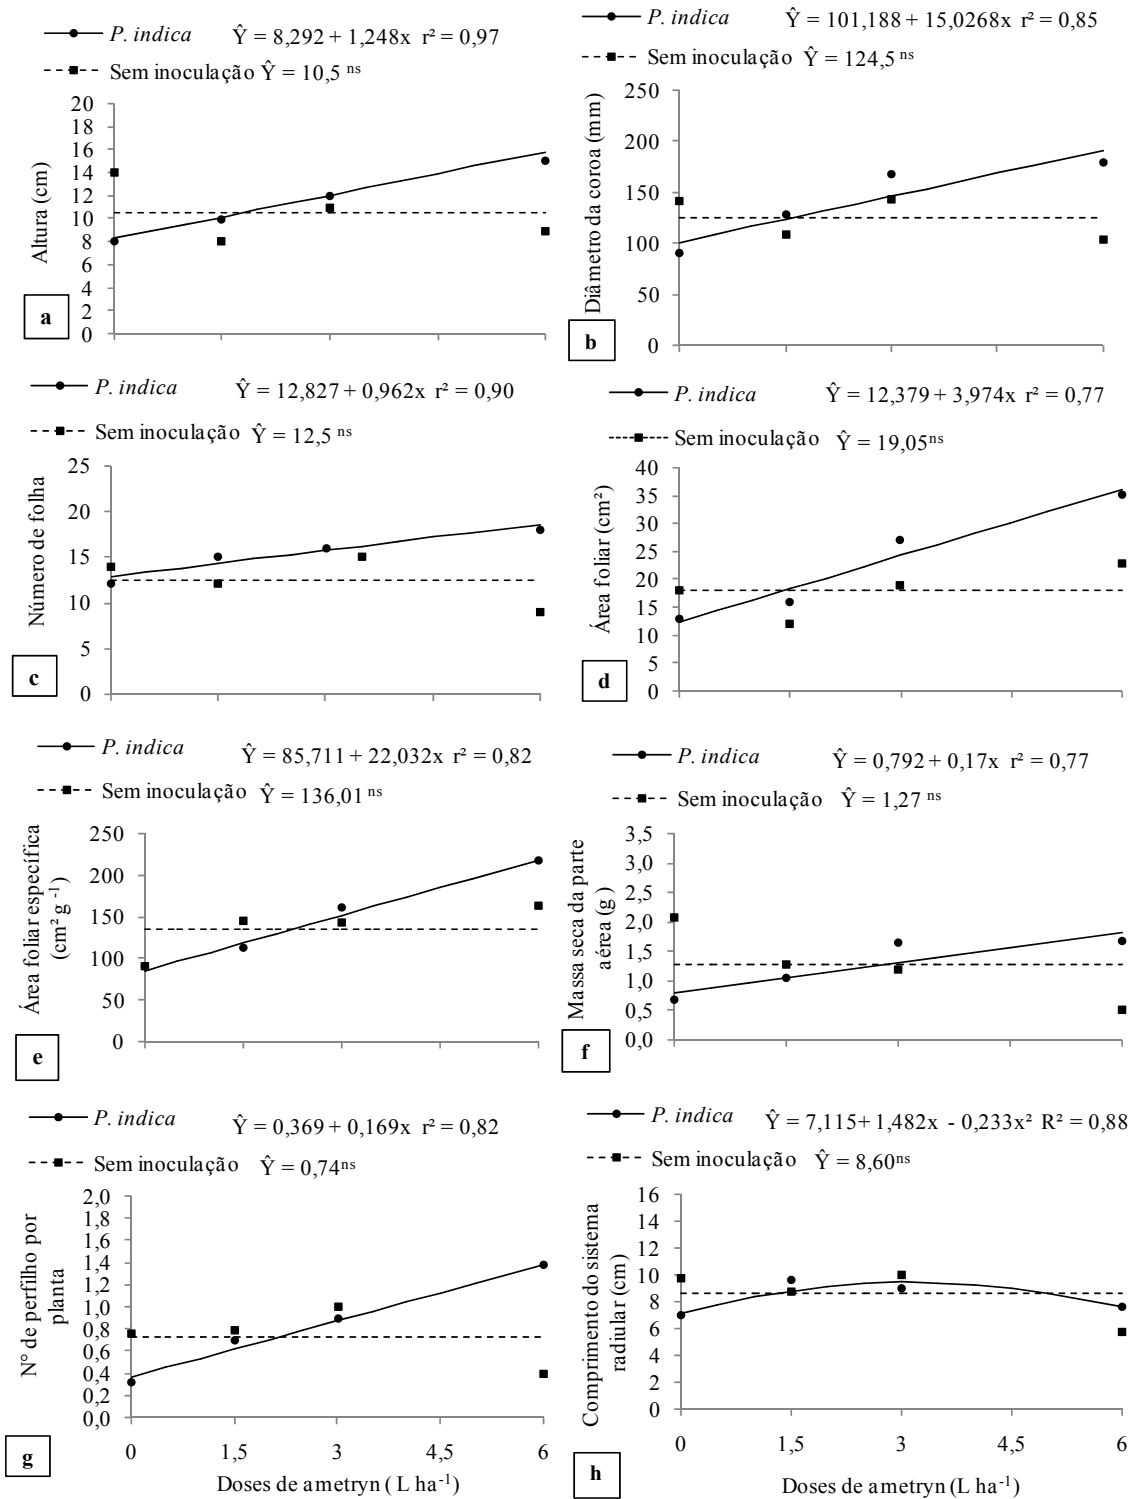 P. indica Ŷ = 8,292 + 1,248x r² = 0,97
Sem inoculação Ŷ = 10,5 ns
Altura (cm)
20
18
16
14
12
10
8
6
4
2
0
a
P. indica Ŷ = 101,188 + 15,0268x r² = 0,85
Sem inoculação Ŷ = 124,5 ns
Diâmetro da coroa (mm)
250
200
150
100
50
0
b
P. indica Ŷ = 12,827 + 0,962x r² = 0,90
Sem inoculação Ŷ = 12,5 ns
Número de folha
25
20
15
10
5
0
c
P. indica Ŷ = 12,379 + 3,974x r² = 0,77
Sem inoculação Ŷ = 19,05ns
Área foliar (cm²)
40
35
30
25
20
15
10
5
0
d
P. indica Ŷ = 85,711 + 22,032x r² = 0,82
Sem inoculação Ŷ = 136,01 ns
Área foliar específica
(cm² g -1)
250
200
150
100
50
0
e
P. indica Ŷ = 0,792 + 0,17x r² = 0,77
Sem inoculação Ŷ = 1,27 ns
Massa seca da parte
aérea (g )
3,5
3,0
2,5
2,0
1,5
1,0
0,5
0,0
f
P. indica Ŷ = 0,369 + 0,169x r² = 0,82
Sem inoculação Ŷ = 0,74ns
N° de perfilho por
planta
2,0
1,8
1,6
1,4
1,2
1,0
0,8
0,6
0,4
0,2
0,0
0 1,5 3 4,5 6
Doses de ametryn ( L ha-1)
g
P. indica Ŷ = 7,115+ 1,482x - 0,233x² R² = 0,88
Sem inoculação Ŷ = 8,60ns
Comprimento do sistema
radiular (cm)
16
14
12
10
8
6
4
2
0
0 1,5 3 4,5 6
Doses de ametryn (L ha-1)
h